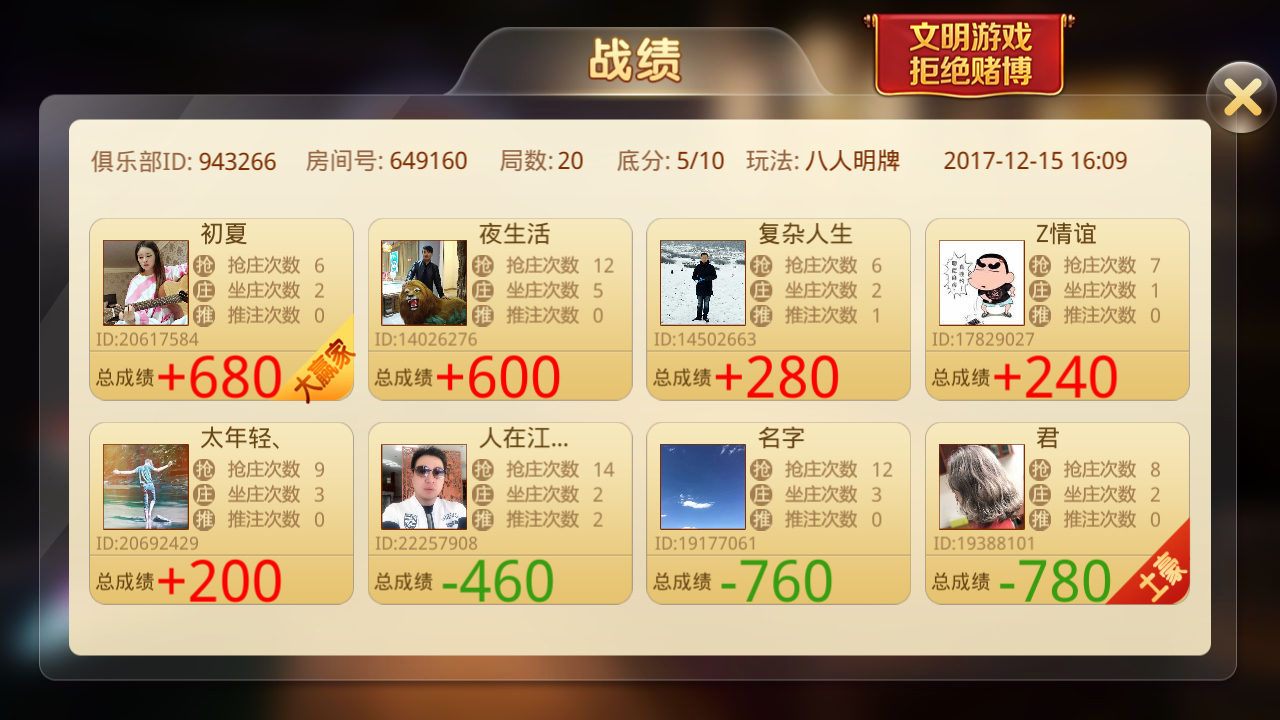 战绩
文明游戏
拒绝赌博
俱乐部ID: 943266 房间号: 649160 局数: 20 底分: 5/10 玩法: 八人明牌 2017-12-15 16:09
初夏
抢 抢庄次数 6
庄 坐庄次数 2
推 推注次数 0
ID:20617584
总成绩 +680
大赢家
夜生活
抢 抢庄次数 12
庄 坐庄次数 5
推 推注次数 0
ID:14026276
总成绩 +600
复杂人生
抢 抢庄次数 6
庄 坐庄次数 2
推 推注次数 1
ID:14502663
总成绩 +280
Z情谊
抢 抢庄次数 7
庄 坐庄次数 1
推 推注次数 0
ID:17829027
总成绩 +240
太年轻、
抢 抢庄次数 9
庄 坐庄次数 3
推 推注次数 0
ID:20692429
总成绩 +200
人在江...
抢 抢庄次数 14
庄 坐庄次数 2
推 推注次数 2
ID:22257908
总成绩 -460
名字
抢 抢庄次数 12
庄 坐庄次数 3
推 推注次数 0
ID:19177061
总成绩 -760
君
抢 抢庄次数 8
庄 坐庄次数 2
推 推注次数 0
ID:19388101
总成绩 -780
土豪